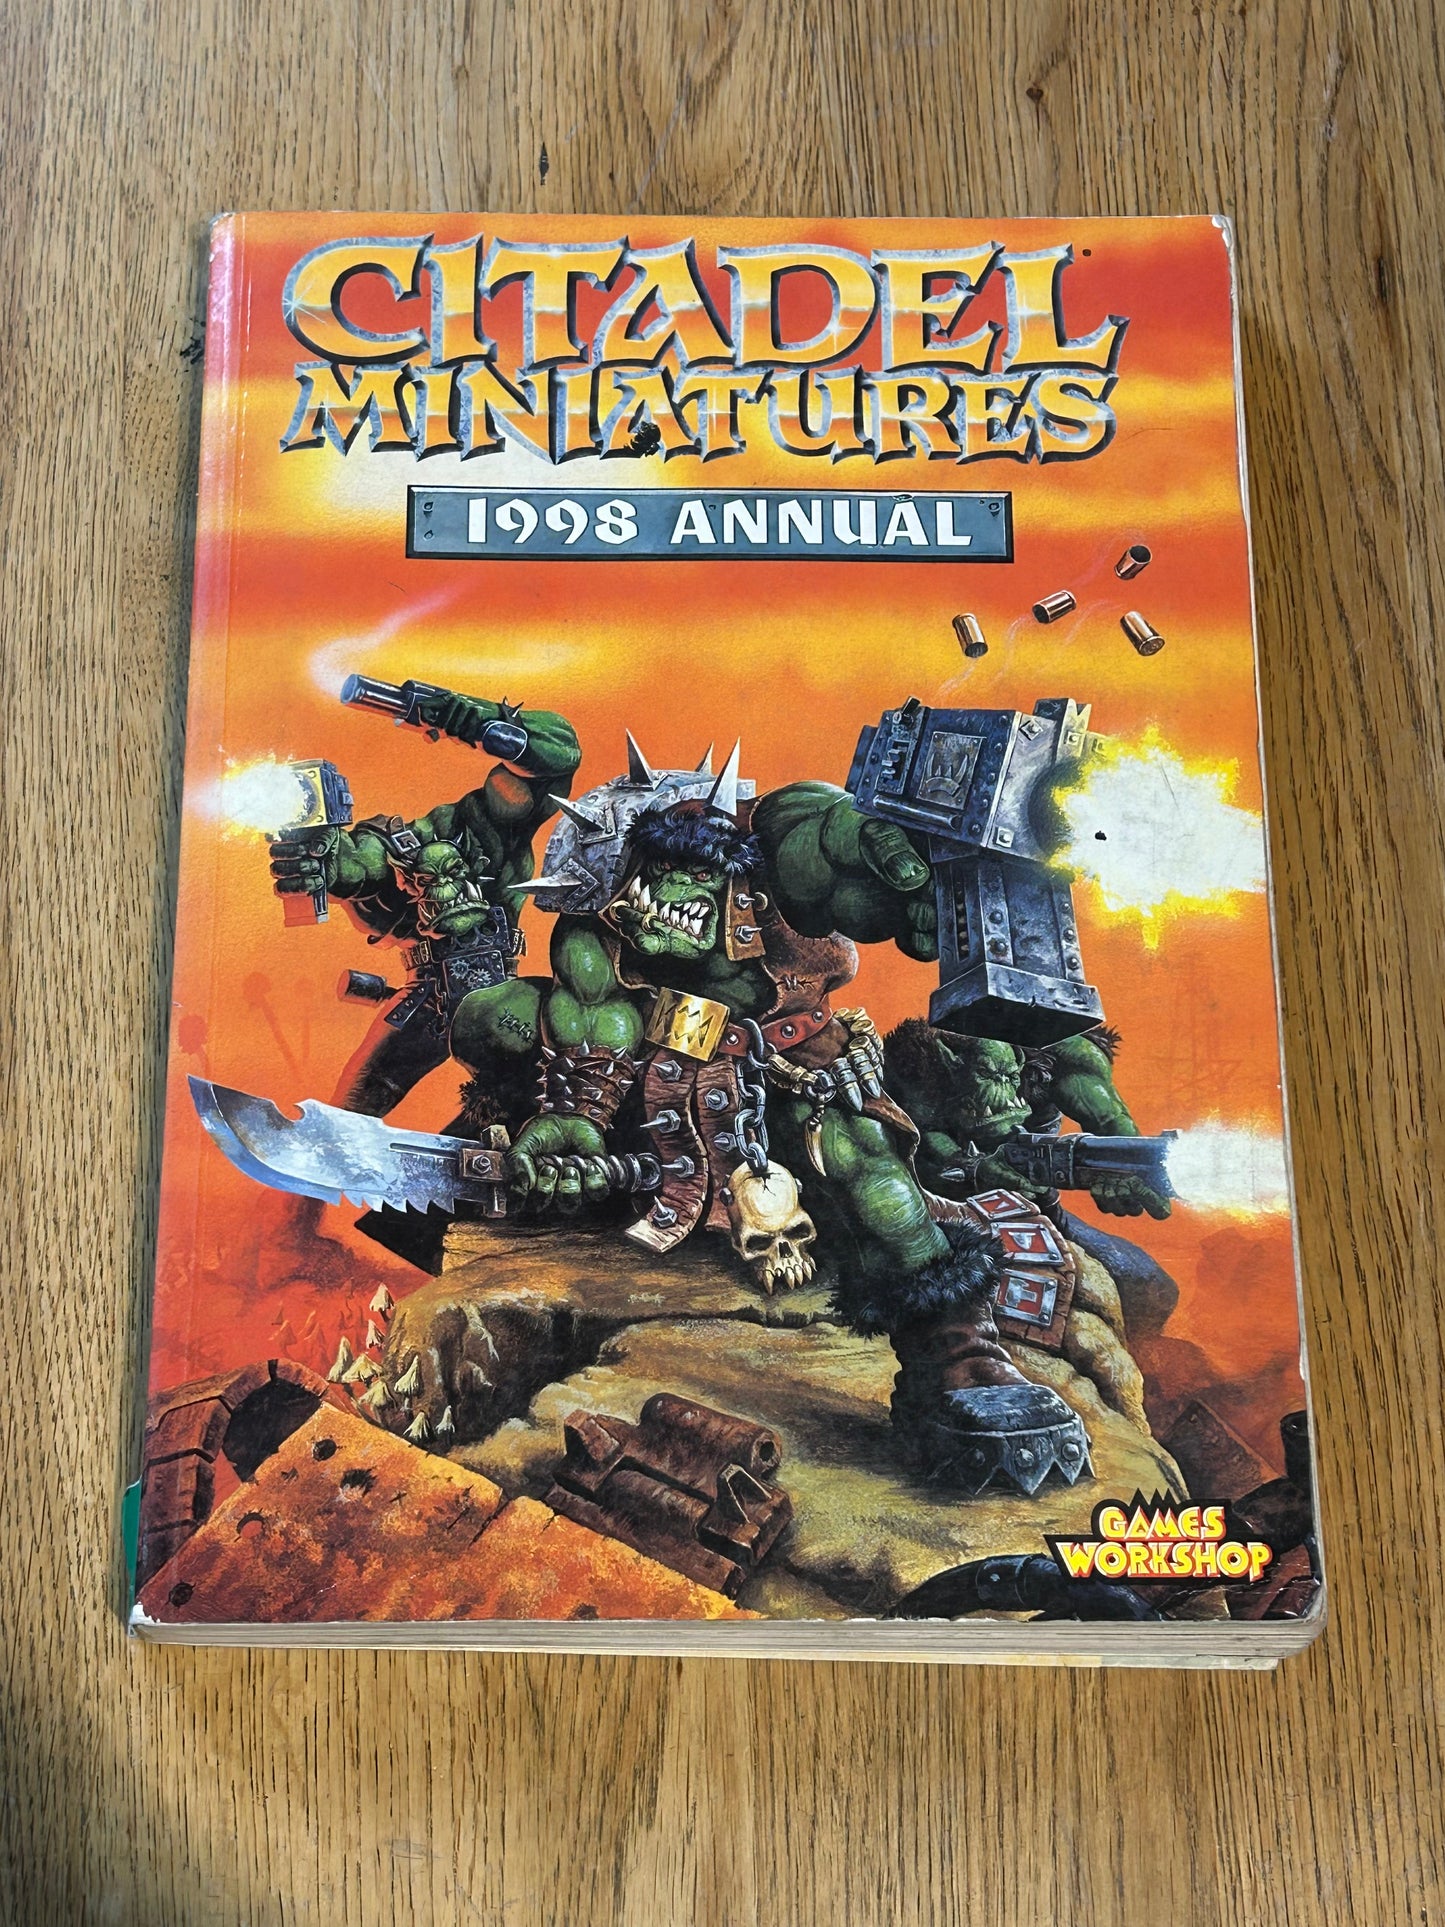 CITADEL
MINIATURES
1998 ANNUAL
GAMES
WORKSHOP